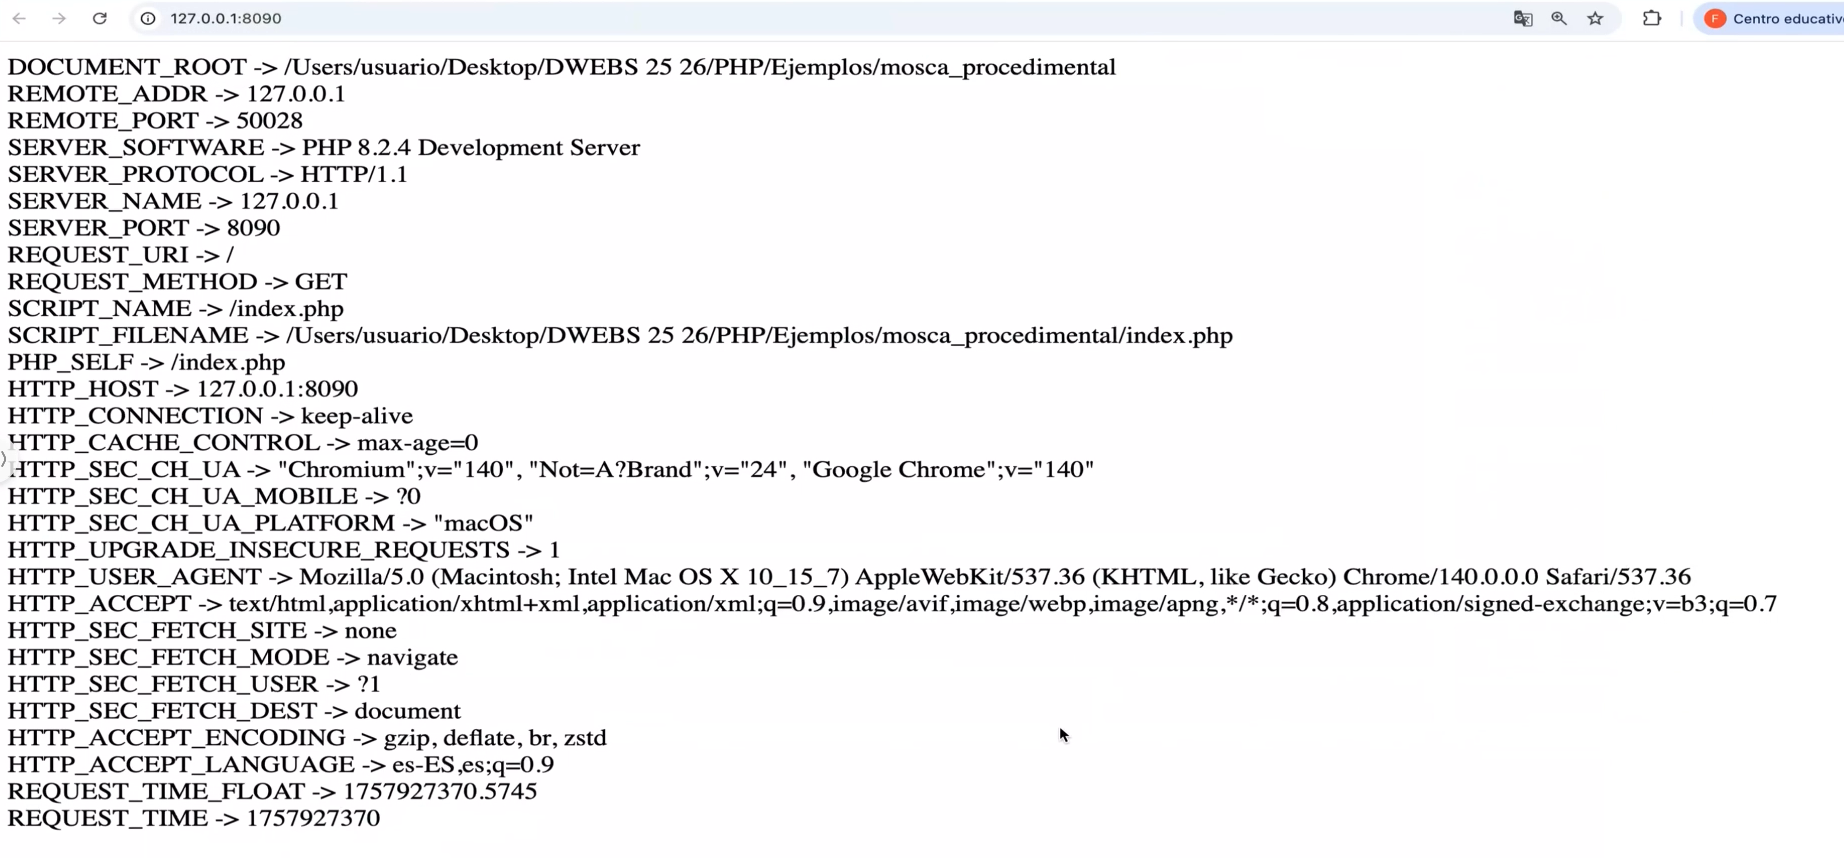 127.0.0.1:8090
F Centro educativ
DOCUMENT_ROOT -> /Users/usuario/Desktop/DWEBS 25 26/PHP/Ejemplos/mosca_procedimental
REMOTE_ADDR -> 127.0.0.1
REMOTE_PORT -> 50028
SERVER_SOFTWARE -> PHP 8.2.4 Development Server
SERVER_PROTOCOL -> HTTP/1.1
SERVER_NAME -> 127.0.0.1
SERVER_PORT -> 8090
REQUEST_URI -> /
REQUEST_METHOD -> GET
SCRIPT_NAME -> /index.php
SCRIPT_FILENAME -> /Users/usuario/Desktop/DWEBS 25 26/PHP/Ejemplos/mosca_procedimental/index.php
PHP_SELF -> /index.php
HTTP_HOST -> 127.0.0.1:8090
HTTP_CONNECTION -> keep-alive
HTTP_CACHE_CONTROL -> max-age=0
HTTP_SEC_CH_UA -> "Chromium";v="140", "Not=A?Brand";v="24", "Google Chrome";v="140"
HTTP_SEC_CH_UA_MOBILE -> ?0
HTTP_SEC_CH_UA_PLATFORM -> "macOS"
HTTP_UPGRADE_INSECURE_REQUESTS -> 1
HTTP_USER_AGENT -> Mozilla/5.0 (Macintosh; Intel Mac OS X 10_15_7) AppleWebKit/537.36 (KHTML, like Gecko) Chrome/140.0.0.0 Safari/537.36
HTTP_ACCEPT -> text/html,application/xhtml+xml,application/xml;q=0.9,image/avif,image/webp,image/apng,*/*;q=0.8,application/signed-exchange;v=b3;q=0.7
HTTP_SEC_FETCH_SITE -> none
HTTP_SEC_FETCH_MODE -> navigate
HTTP_SEC_FETCH_USER -> ?1
HTTP_SEC_FETCH_DEST -> document
HTTP_ACCEPT_ENCODING -> gzip, deflate, br, zstd
HTTP_ACCEPT_LANGUAGE -> es-ES,es;q=0.9
REQUEST_TIME_FLOAT -> 1757927370.5745
REQUEST_TIME -> 1757927370